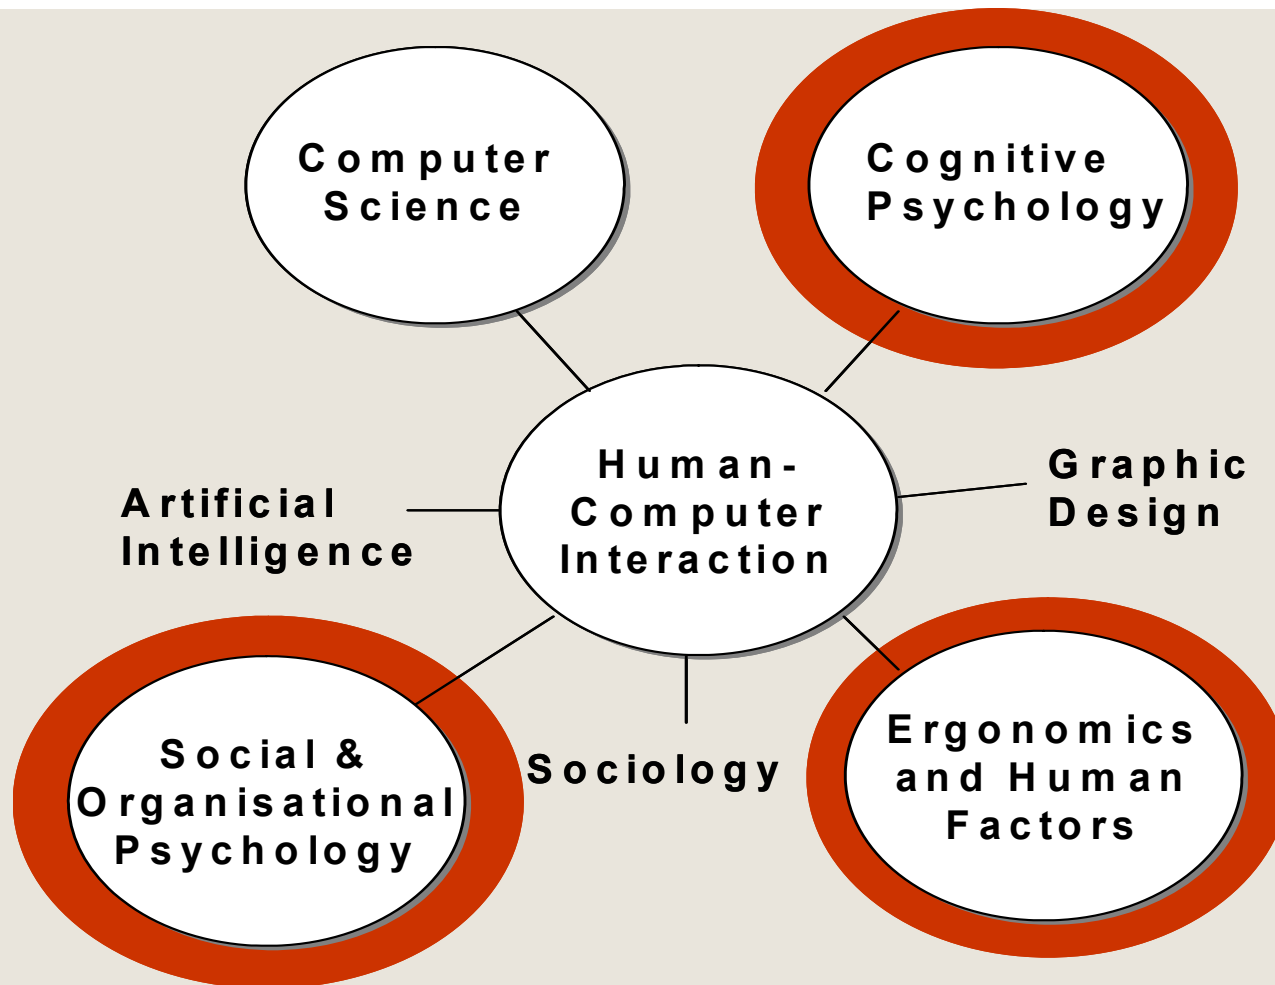 Computer
Science
Cognitive
Psychology
Human-
Computer
Interaction
Graphic
Design
Artificial
Intelligence
Social &
Organisational
Psychology
Sociology
Ergonomics
and Human
Factors